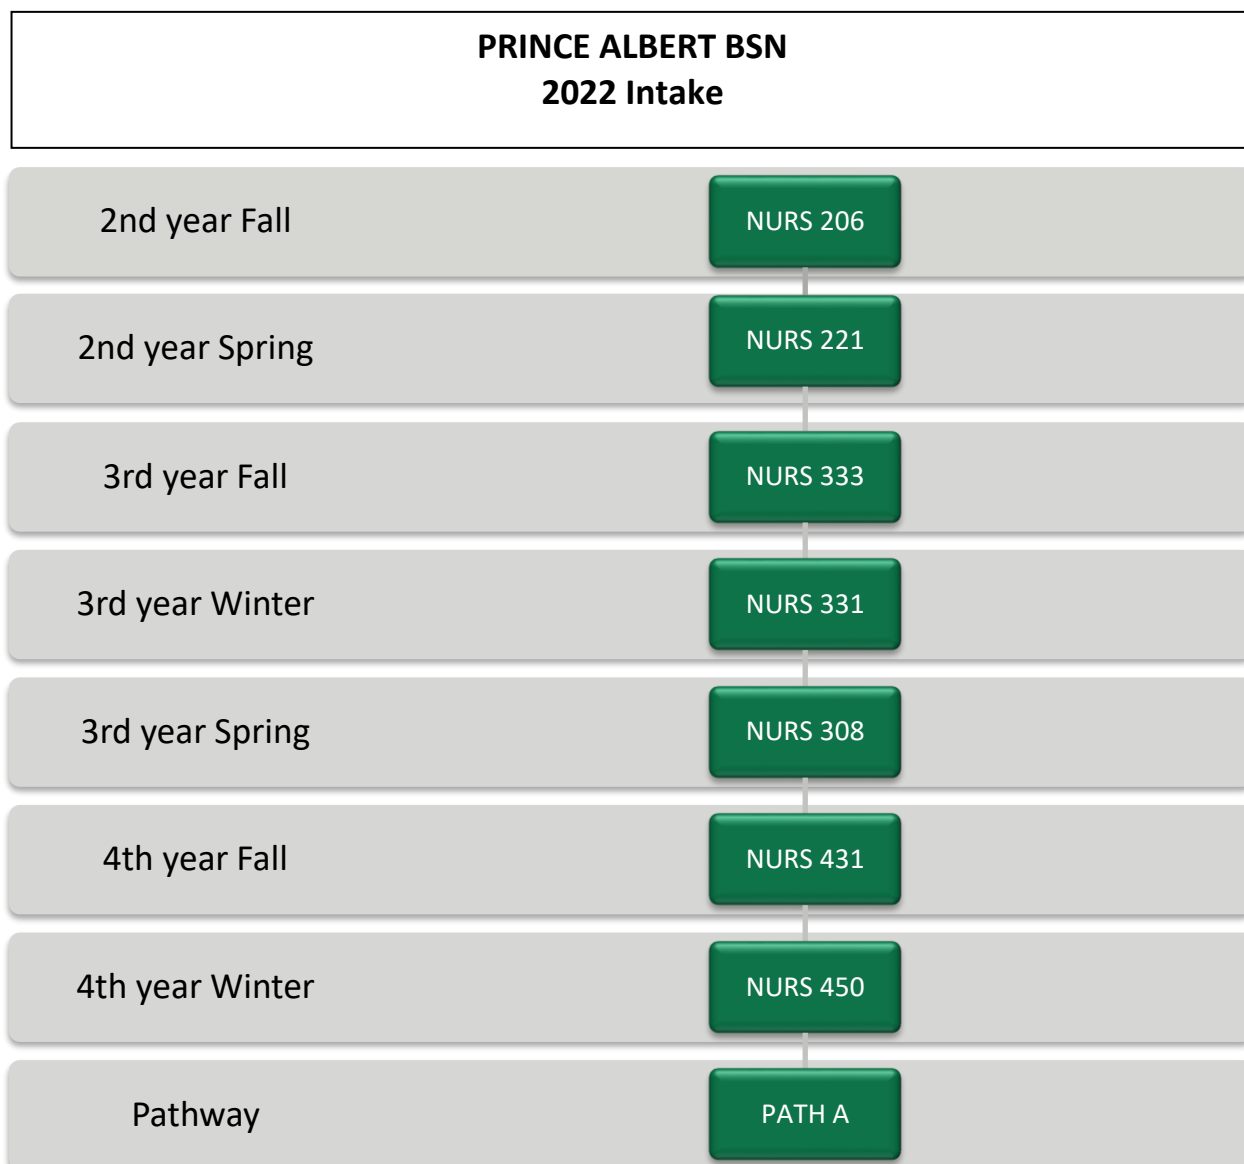 PRINCE ALBERT BSN
2022 Intake
2nd year Fall
NURS 206
2nd year Spring
NURS 221
3rd year Fall
NURS 333
3rd year Winter
NURS 331
3rd year Spring
NURS 308
4th year Fall
NURS 431
4th year Winter
NURS 450
Pathway
PATH A